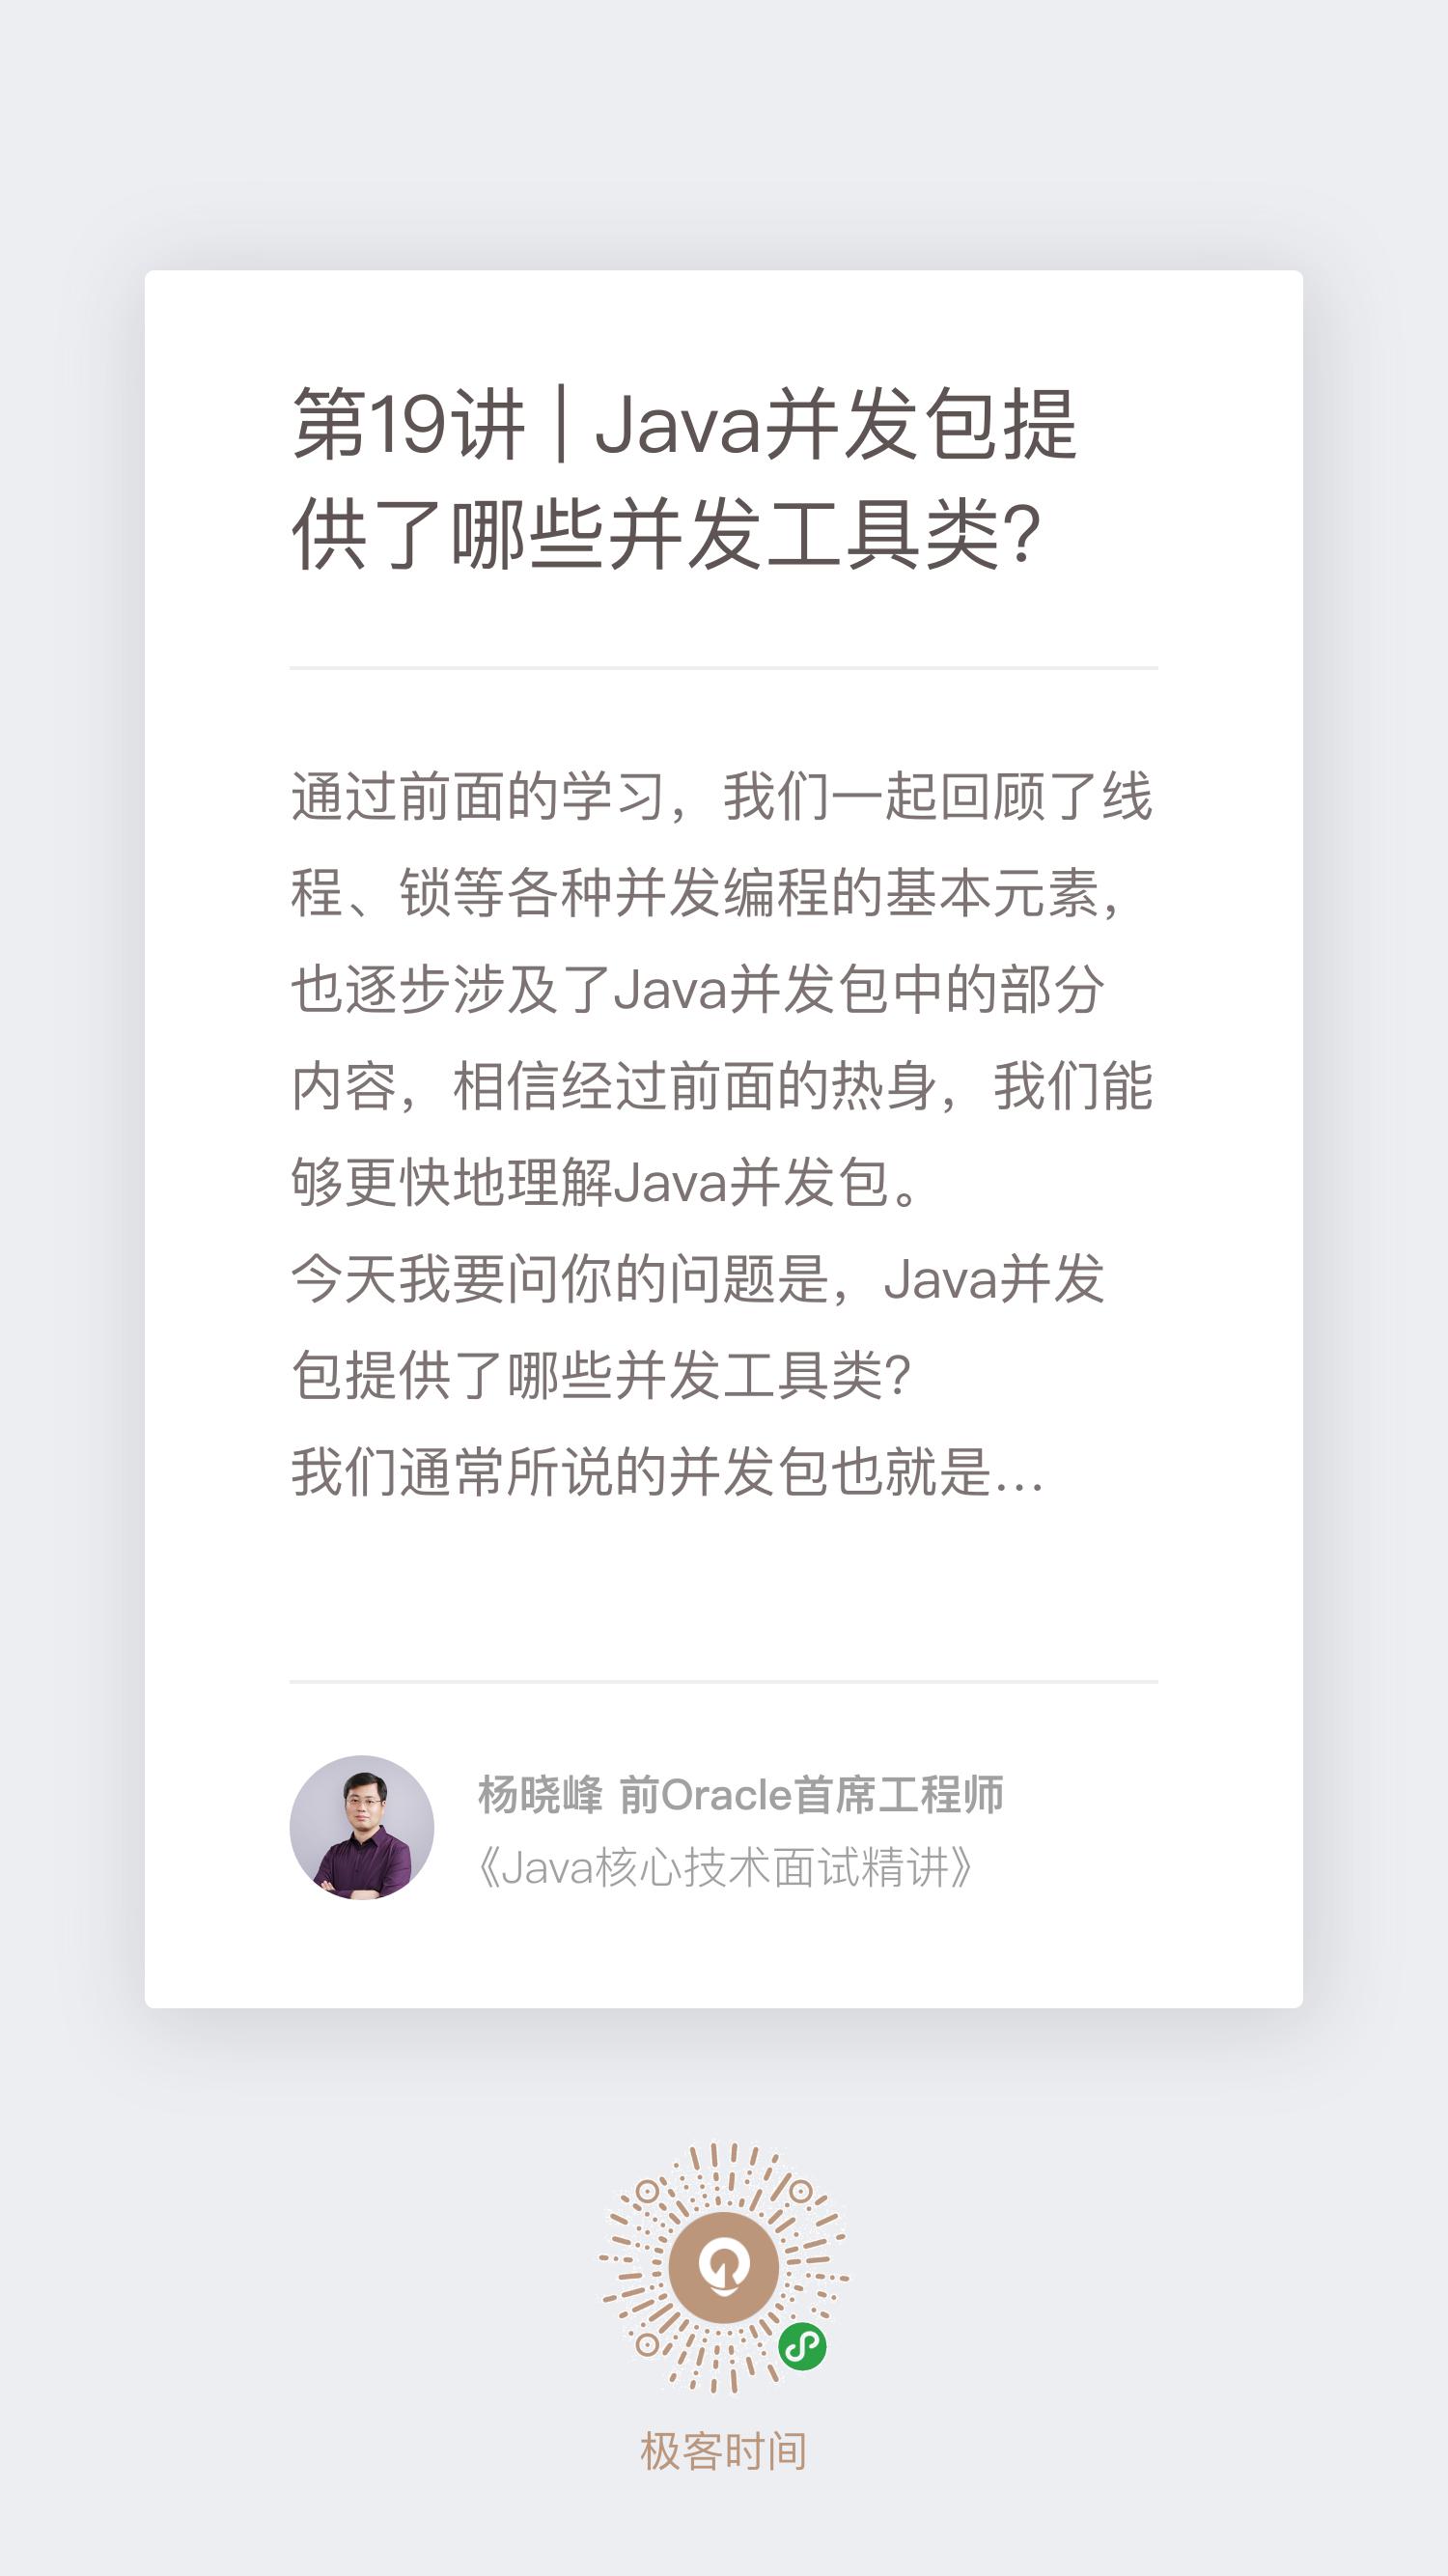 第19讲 | Java并发包提
供了哪些并发工具类?
通过前面的学习，我们一起回顾了线
程、锁等各种并发编程的基本元素，
也逐步涉及了Java并发包中的部分
内容，相信经过前面的热身，我们能
够更快地理解Java并发包。
今天我要问你的问题是，Java并发
包提供了哪些并发工具类?
我们通常所说的并发包也就是...
杨晓峰 前Oracle首席工程师
《Java核心技术面试精讲》
极客时间